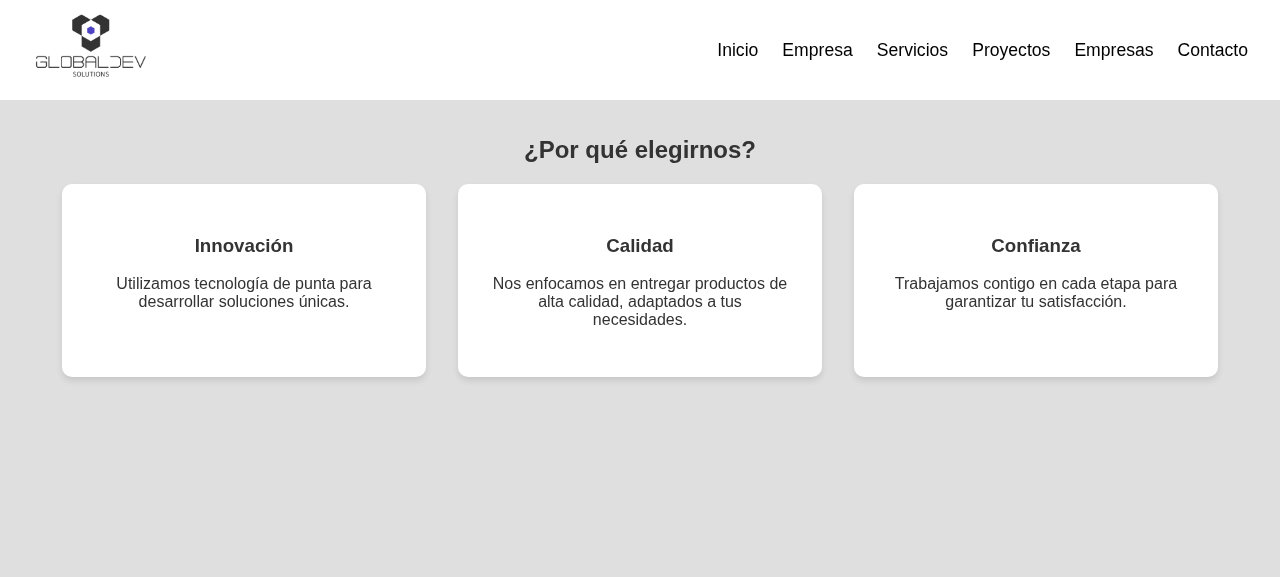 GLOBALDEV
SOLUTIONS
Inicio Empresa Servicios Proyectos Empresas Contacto
¿Por qué elegirnos?
Innovación
Utilizamos tecnología de punta para
desarrollar soluciones únicas.
Calidad
Nos enfocamos en entregar productos de
alta calidad, adaptados a tus
necesidades.
Confianza
Trabajamos contigo en cada etapa para
garantizar tu satisfacción.